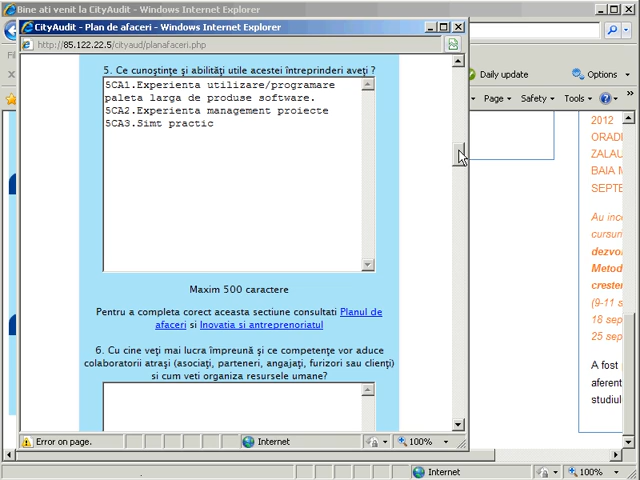 Bine ati venit la CityAudit - Windows Internet Explorer
CityAudit - Plan de afaceri - Windows Internet Explorer
http://85.122.22.5/cityaud/planafaceri.php
Daily update
Options
Page
Safety
Tools
5. Ce cunoştinţe şi abilităţi utile acestei întreprinderi aveţi ?
5CA1.Experienta utilizare/programare
paleta larga de produse software.
5CA2.Experienta management proiecte
5CA3.Simt practic
Maxim 500 caractere
Pentru a completa corect aceasta sectiune consultati Planul de
afaceri si Inovatia si antreprenoriatul
6. Cu cine veţi mai lucra împreună şi ce competenţe vor aduce
colaboratorii atraşi (asociaţi, parteneri, angajaţi, furizori sau clienţi)
si cum veti organiza resursele umane?
Error on page.
Internet
100%
2012
ORAD
ZALAU
BAIA M
SEPTE
Au inc
cursun
dezvo
Metod
crester
(9-11 s
18 sep
25 sep
A fost
aferent
studiul
Internet
100%